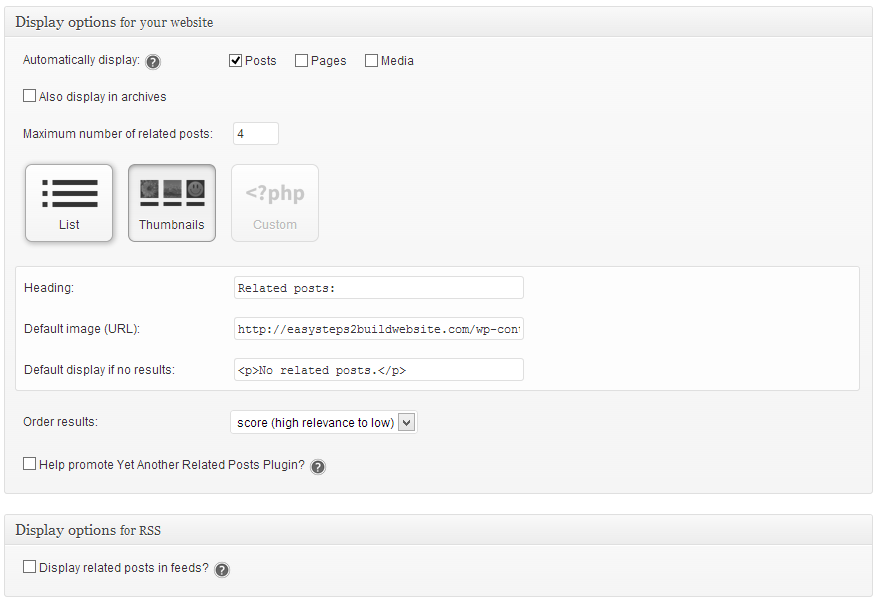 Display options for your website
Automatically display: ? Posts Pages Media
Also display in archives
Maximum number of related posts: 4
<?php
List Thumbnails Custom
Heading: Related posts:
Default image (URL): http://easysteps2buildwebsite.com/wp-con
Default display if no results: <p>No related posts.</p>
Order results: score (high relevance to low)
Help promote Yet Another Related Posts Plugin? ?
Display options for RSS
Display related posts in feeds? ?